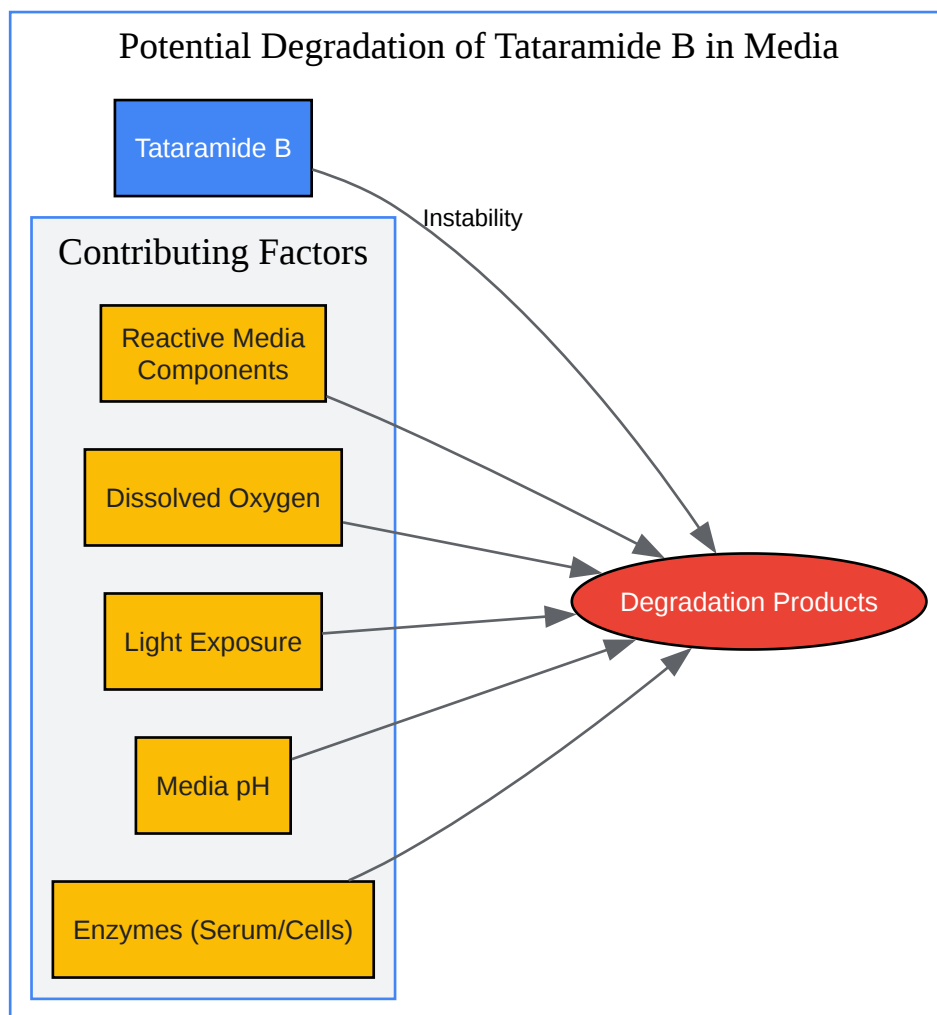 Potential Degradation of Tataramide B in Media
Tataramide B
Instability
Contributing Factors
Reactive Media
Components
Dissolved Oxygen
Light Exposure
Media pH
Enzymes (Serum/Cells)
Degradation Products